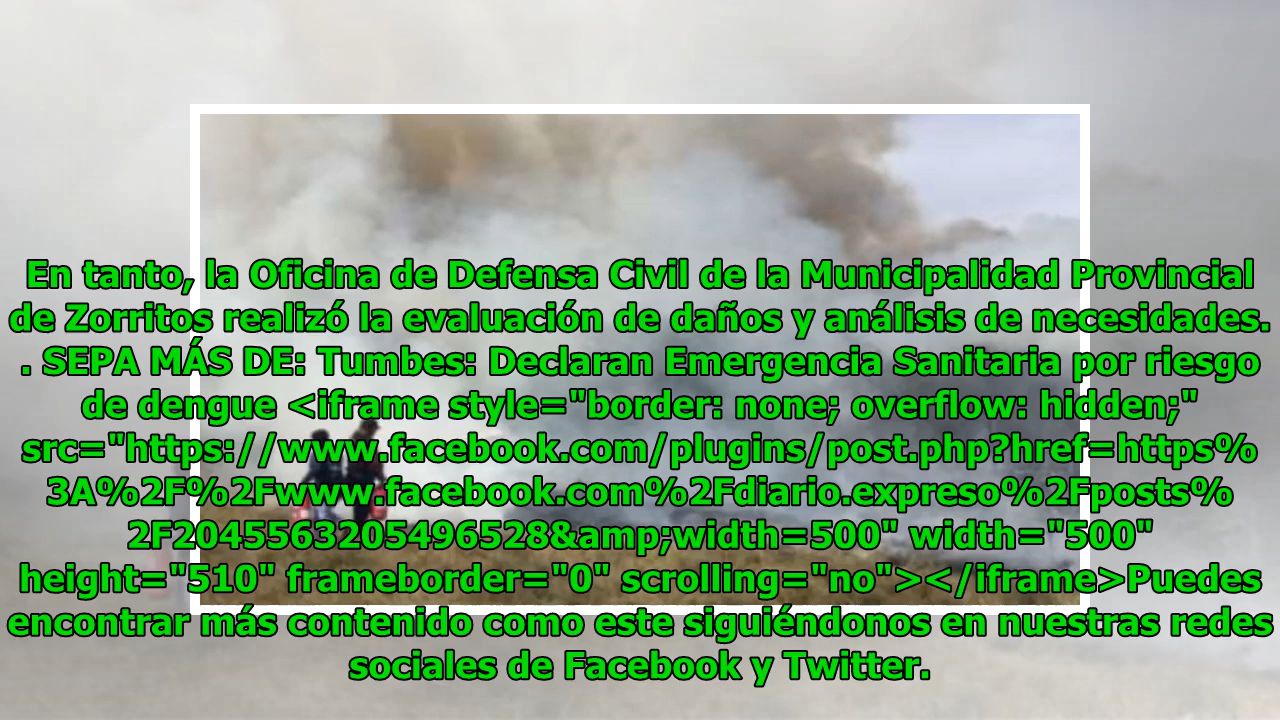 En tanto, la Oficina de Defensa Civil de la Municipalidad Provincial
de Zorritos realizó la evaluación de daños y análisis de necesidades.
. SEPA MÁS DE: Tumbes: Declaran Emergencia Sanitaria por riesgo
de dengue <iframe style="border: none; overflow: hidden;"
src="https://www.facebook.com/plugins/post.php?href=https%
3A%2F%2Fwww.facebook.com%2Fdiario.expreso%2Fposts%
2F2045563205496528&amp;width=500" width="500"
height="510" frameborder="0" scrolling="no"></iframe>Puedes
encontrar más contenido como este siguiéndonos en nuestras redes
sociales de Facebook y Twitter.